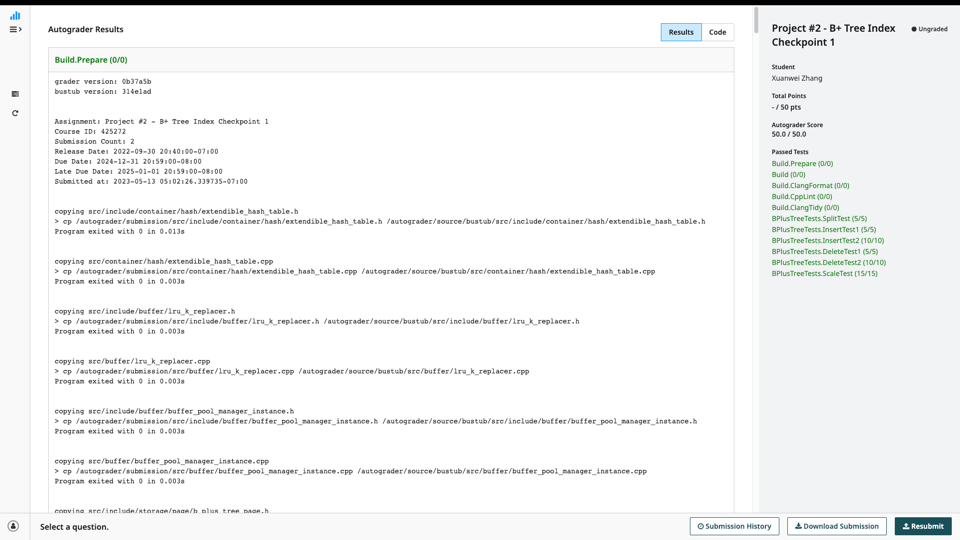 Autograder Results
Results
Code
Build.Prepare (0/0)
grader version: 0b37a5b
bustub version: 314e1ad
Assignment: Project #2 - B+ Tree Index Checkpoint 1
Course ID: 425272
Submission Count: 2
Release Date: 2022-09-30 20:40:00-07:00
Due Date: 2024-12-31 20:59:00-08:00
Late Due Date: 2025-01-01 20:59:00-08:00
Submitted at: 2023-05-13 05:02:26.339735-07:00
copying src/include/container/hash/extendible_hash_table.h
> cp /autograder/submission/src/include/container/hash/extendible_hash_table.h /autograder/source/bustub/src/include/container/hash/extendible_hash_table.h
Program exited with 0 in 0.013s
copying src/container/hash/extendible_hash_table.cpp
> cp /autograder/submission/src/container/hash/extendible_hash_table.cpp /autograder/source/bustub/src/container/hash/extendible_hash_table.cpp
Program exited with 0 in 0.003s
copying src/include/buffer/lru_k_replacer.h
> cp /autograder/submission/src/include/buffer/lru_k_replacer.h /autograder/source/bustub/src/include/buffer/lru_k_replacer.h
Program exited with 0 in 0.003s
copying src/buffer/lru_k_replacer.cpp
> cp /autograder/submission/src/buffer/lru_k_replacer.cpp /autograder/source/bustub/src/buffer/lru_k_replacer.cpp
Program exited with 0 in 0.003s
copying src/include/buffer/buffer_pool_manager_instance.h
> cp /autograder/submission/src/include/buffer/buffer_pool_manager_instance.h /autograder/source/bustub/src/include/buffer/buffer_pool_manager_instance.h
Program exited with 0 in 0.003s
copying src/buffer/buffer_pool_manager_instance.cpp
> cp /autograder/submission/src/buffer/buffer_pool_manager_instance.cpp /autograder/source/bustub/src/buffer/buffer_pool_manager_instance.cpp
Program exited with 0 in 0.003s
copying src/include/storage/page/b_plus_tree_page.h
Project #2 - B+ Tree Index
Checkpoint 1
Ungraded
Student
Xuanwei Zhang
Total Points
- / 50 pts
Autograder Score
50.0 / 50.0
Passed Tests
Build.Prepare (0/0)
Build (0/0)
Build.ClangFormat (0/0)
Build.CppLint (0/0)
Build.ClangTidy (0/0)
BPlusTreeTests.SplitTest (5/5)
BPlusTreeTests.InsertTest1 (5/5)
BPlusTreeTests.InsertTest2 (10/10)
BPlusTreeTests.DeleteTest1 (5/5)
BPlusTreeTests.DeleteTest2 (10/10)
BPlusTreeTests.ScaleTest (15/15)
Select a question.
Submission History
Download Submission
Resubmit